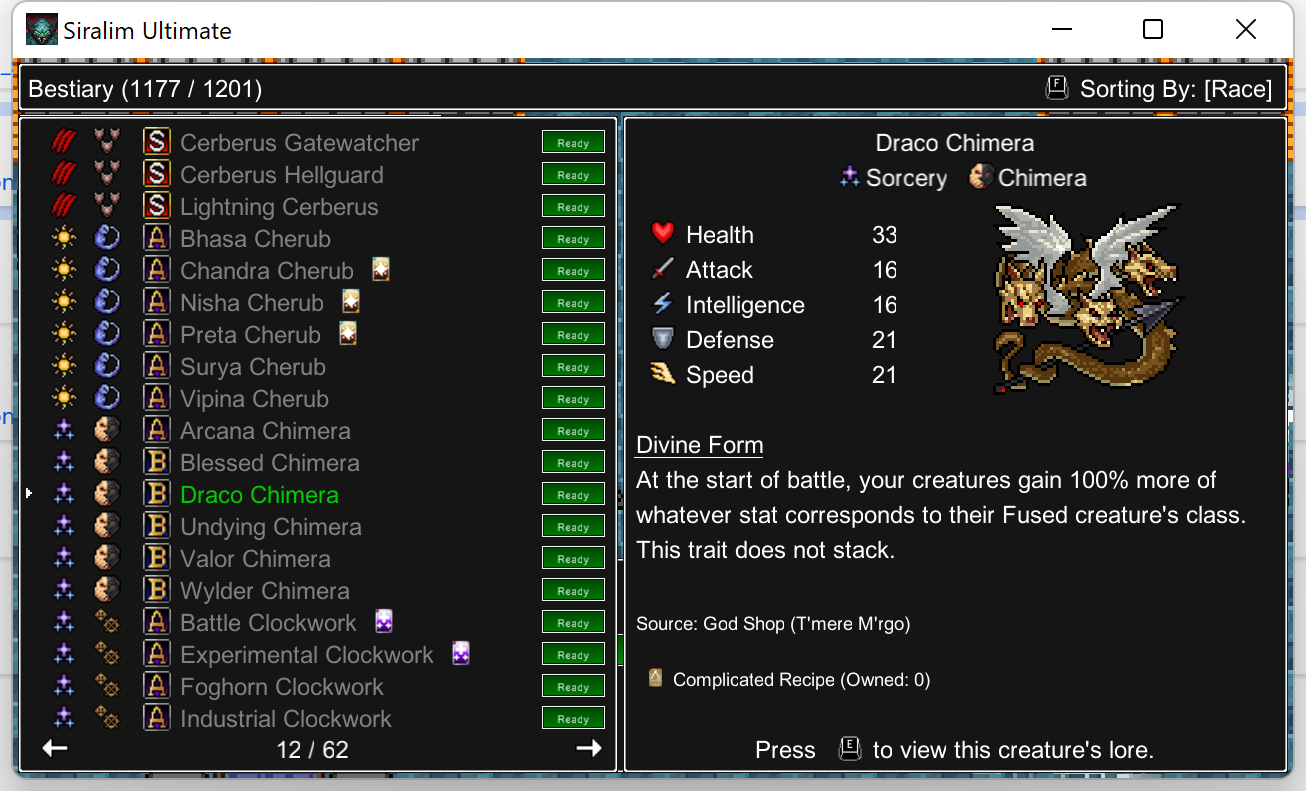 Siralim Ultimate
Bestiary (1177 / 1201)
F Sorting By: [Race]
S Cerberus Gatewatcher Ready
S Cerberus Hellguard Ready
S Lightning Cerberus Ready
A Bhasa Cherub Ready
A Chandra Cherub Ready
A Nisha Cherub Ready
A Preta Cherub Ready
A Surya Cherub Ready
A Vipina Cherub Ready
A Arcana Chimera Ready
B Blessed Chimera Ready
B Draco Chimera Ready
B Undying Chimera Ready
B Valor Chimera Ready
B Wylder Chimera Ready
A Battle Clockwork Ready
A Experimental Clockwork Ready
A Foghorn Clockwork Ready
A Industrial Clockwork Ready
12 / 62
Draco Chimera
Sorcery Chimera
Health 33
Attack 16
Intelligence 16
Defense 21
Speed 21
Divine Form
At the start of battle, your creatures gain 100% more of
whatever stat corresponds to their Fused creature's class.
This trait does not stack.
Source: God Shop (T'mere M'rgo)
Complicated Recipe (Owned: 0)
Press E to view this creature's lore.